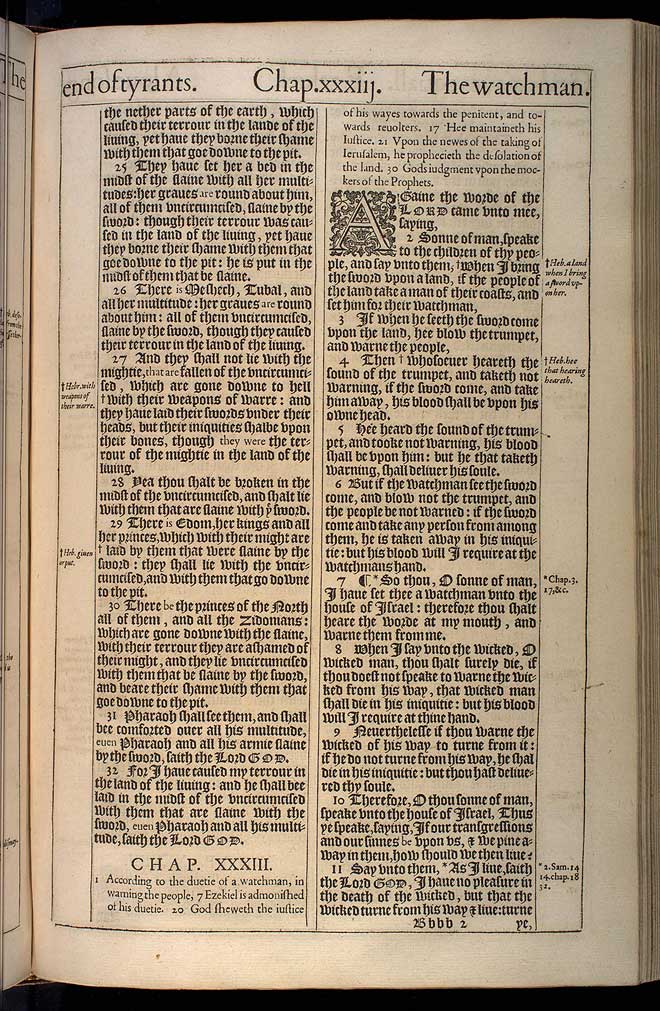 end of tyrants. Chap.xxxiij. The watchman.
the nether parts of the earth, which
caused their terrour in the lande of the
liuing, yet haue they borne their shame
with them that goe downe to the pit.
25 They haue set her a bed in the
midst of the slaine with all her multi-
tudes: her graues are round about him,
all of them vncircumcised, slaine by the
sword: though their terrour was cau-
sed in the land of the liuing, yet haue
they borne their shame with them that
goe downe to the pit: he is put in the
midst of them that be slaine.
26 There is Meshech, Tubal, and
all her multitude: her graues are round
about him: all of them vncircumcised,
slaine by the sword, though they caused
their terrour in the land of the liuing.
27 And they shall not lie with the
mightie, that are fallen of the vncircumci-
sed, which are gone downe to hell
† with their weapons of warre: and
they haue laid their swords vnder their
heads, but their iniquities shalbe vpon
their bones, though they were the ter-
rour of the mightie in the land of the
liuing.
28 Yea thou shalt be broken in the
midst of the vncircumcised, and shalt lie
with them that are slaine with yͤ sword.
29 There is Edom, her kings and all
her princes, which with their might are
† laid by them that were slaine by the
sword: they shall lie with the vncir-
cumcised, and with them that go downe
to the pit.
30 There be the princes of the North
all of them, and all the Zidonians:
which are gone downe with the slaine,
with their terrour they are ashamed of
their might, and they lie vncircumcised
with them that be slaine by the sword,
and beare their shame with them that
goe downe to the pit.
31 Pharaoh shall see them, and shall
bee comforted ouer all his multitude,
euen Pharaoh and all his armie slaine
by the sword, saith the Lord GOD.
32 For I haue caused my terrour in
the land of the liuing: and he shall bee
laid in the midst of the vncircumcised
with them that are slaine with the
sword, euen Pharaoh and all his multi-
tude, saith the Lord GOD.
CHAP. XXXIII.
1 According to the duetie of a watchman, in
warning the people, 7 Ezekiel is admonished
of his duetie. 20 God sheweth the iustice
† Hebr. with
weapons of
their warre.
† Heb. giuen
or put.
of his wayes towards the penitent, and to-
wards reuolters. 17 Hee maintaineth his
Iustice. 21 Vpon the newes of the taking of
Ierusalem, he prophecieth the desolation of
the land. 30 Gods iudgment vpon the moc-
kers of the Prophets.
AGaine the worde of the
LORD came vnto mee,
saying,
2 Sonne of man, speake
to the children of thy peo-
ple, and say vnto them, † When I bring
the sword vpon a land, if the people of
the land take a man of their coasts, and
set him for their watchman,
3 If when he seeth the sword come
vpon the land, hee blow the trumpet,
and warne the people,
4 Then † whosoeuer heareth the
sound of the trumpet, and taketh not
warning, if the sword come, and take
him away, his blood shall be vpon his
owne head.
5 Hee heard the sound of the trum-
pet, and tooke not warning, his blood
shall be vpon him: but he that taketh
warning, shall deliuer his soule.
6 But if the watchman see the sword
come, and blow not the trumpet, and
the people be not warned: if the sword
come and take any person from among
them, he is taken away in his iniqui-
tie: but his blood will I require at the
watchmans hand.
7 ¶ * So thou, O sonne of man,
I haue set thee a watchman vnto the
house of Israel: therefore thou shalt
heare the worde at my mouth, and
warne them from me.
8 When I say vnto the wicked, O
wicked man, thou shalt surely die, if
thou doest not speake to warne the wic-
ked from his way, that wicked man
shall die in his iniquitie: but his blood
will I require at thine hand.
9 Neuerthelesse if thou warne the
wicked of his way to turne from it:
if he do not turne from his way, he shal
die in his iniquitie: but thou hast deliue-
red thy soule.
10 Therefore, O thou sonne of man,
speake vnto the house of Israel, Thus
ye speake, saying, If our transgressions
and our sinnes be vpon vs, & we pine a-
way in them, how should we then liue?
11 Say vnto them, * As I liue, saith
the Lord GOD, I haue no pleasure in
the death of the wicked, but that the
wicked turne from his way & liue: turne
Bbbb 2 ye,
† Heb. a land
when I bring
a sword vp-
on her.
† Heb. hee
that hearing
heareth.
* Chap. 3.
17, &c.
* 2. Sam. 14
14. chap. 18
32.
The